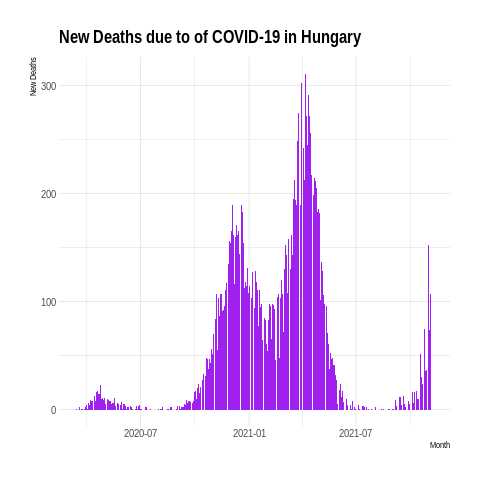 New Deaths due to of COVID-19 in Hungary
New Deaths
300
200
100
0
2020-07
2021-01
2021-07
Month